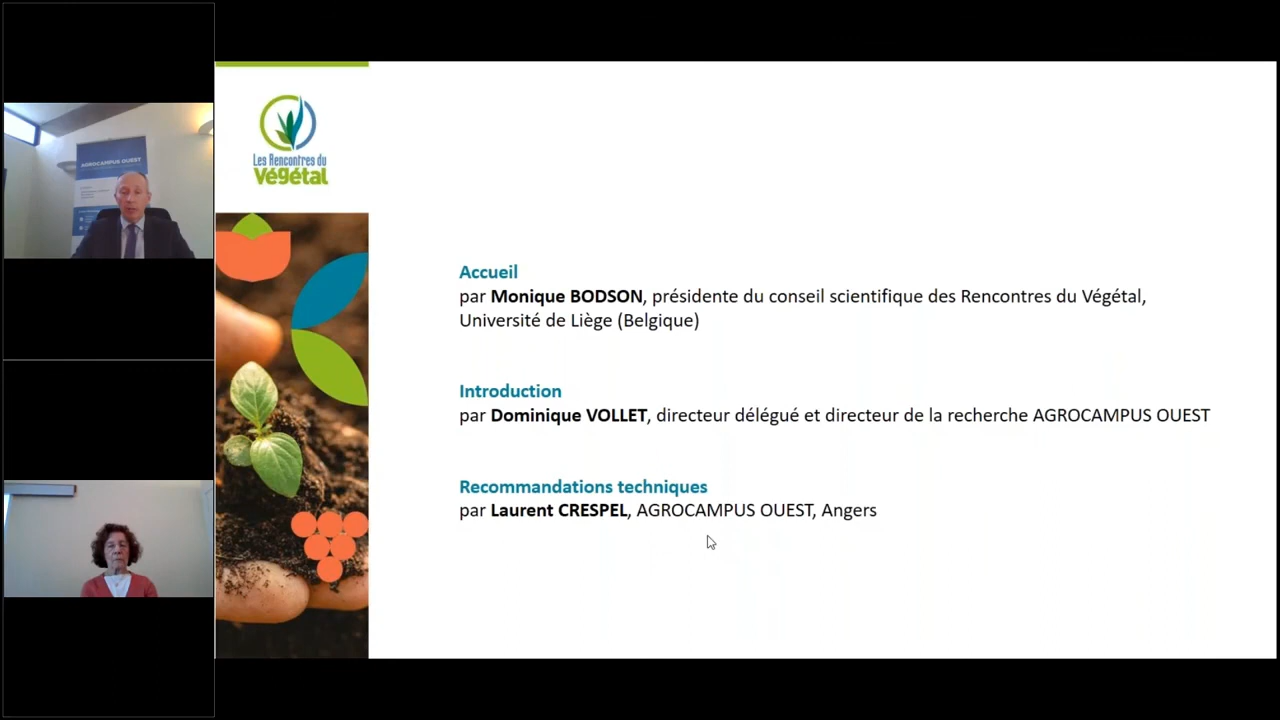 AGROCAMPUS OUEST
Les Rencontres du
Végétal
Accueil
par Monique BODSON, présidente du conseil scientifique des Rencontres du Végétal,
Université de Liège (Belgique)
Introduction
par Dominique VOLLET, directeur délégué et directeur de la recherche AGROCAMPUS OUEST
Recommandations techniques
par Laurent CRESPEL, AGROCAMPUS OUEST, Angers